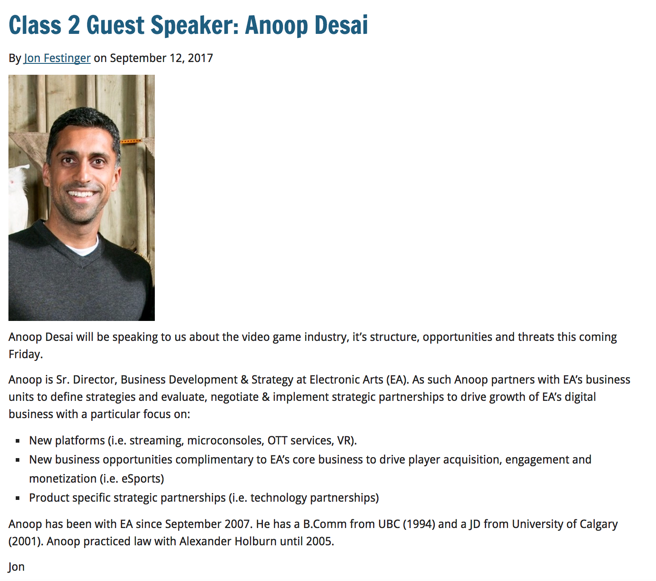 Class 2 Guest Speaker: Anoop Desai
By Jon Festinger on September 12, 2017
Anoop Desai will be speaking to us about the video game industry, it’s structure, opportunities and threats this coming
Friday.
Anoop is Sr. Director, Business Development & Strategy at Electronic Arts (EA). As such Anoop partners with EA’s business
units to define strategies and evaluate, negotiate & implement strategic partnerships to drive growth of EA’s digital
business with a particular focus on:
▪ New platforms (i.e. streaming, microconsoles, OTT services, VR).
▪ New business opportunities complimentary to EA’s core business to drive player acquisition, engagement and
monetization (i.e. eSports)
▪ Product specific strategic partnerships (i.e. technology partnerships)
Anoop has been with EA since September 2007. He has a B.Comm from UBC (1994) and a JD from University of Calgary
(2001). Anoop practiced law with Alexander Holburn until 2005.
Jon